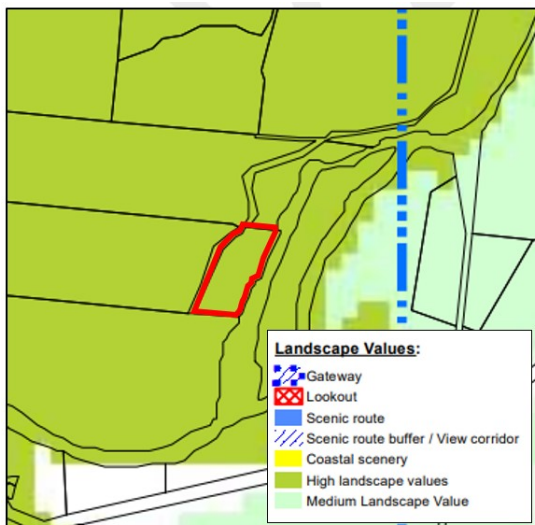 Landscape Values:
Gateway
Lookout
Scenic route
Scenic route buffer / View corridor
Coastal scenery
High landscape values
Medium Landscape Value